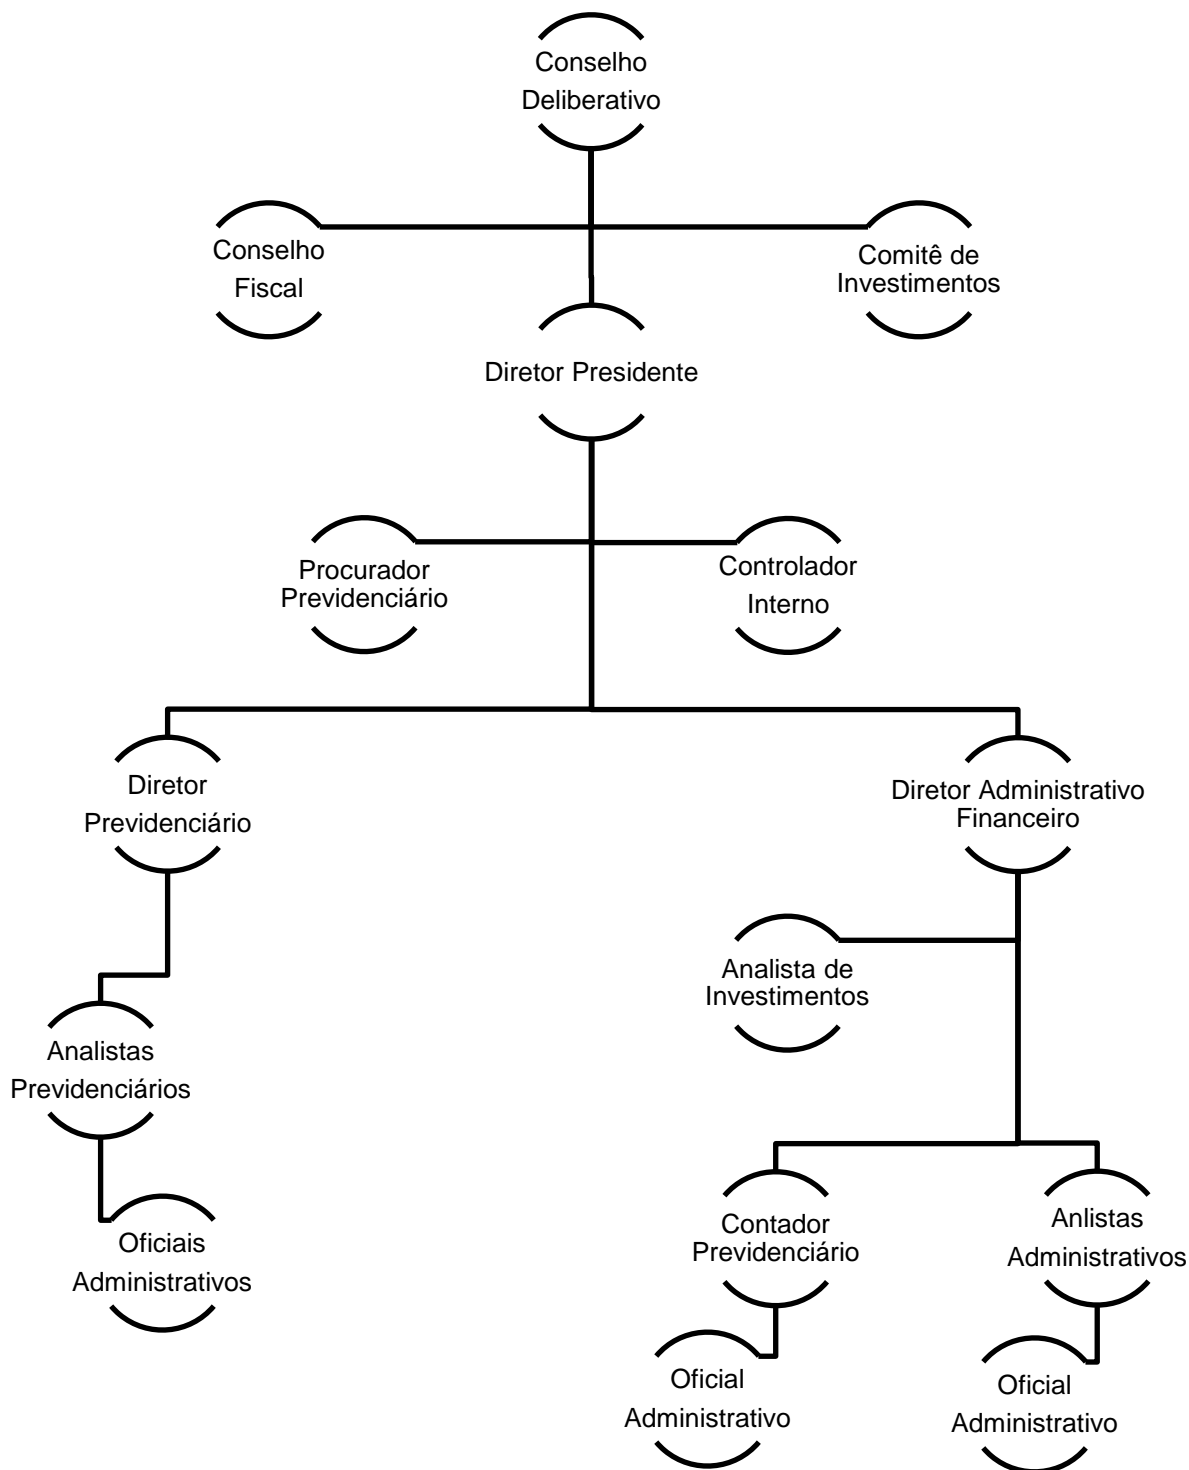 Conselho
Deliberativo
Conselho
Fiscal
Comitê de
Investimentos
Diretor Presidente
Procurador
Previdenciário
Controlador
Interno
Diretor
Previdenciário
Diretor Administrativo
Financeiro
Analista de
Investimentos
Analistas
Previdenciários
Oficiais
Administrativos
Contador
Previdenciário
Anlistas
Administrativos
Oficial
Administrativo
Oficial
Administrativo